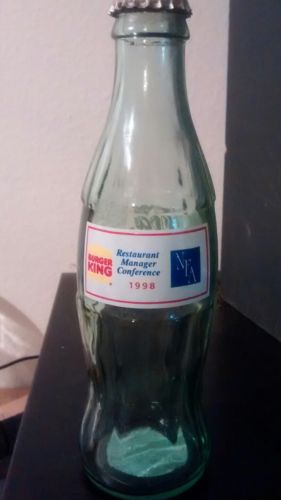 BURGER
KING
Restaurant
Manager
Conference
1998
NFA